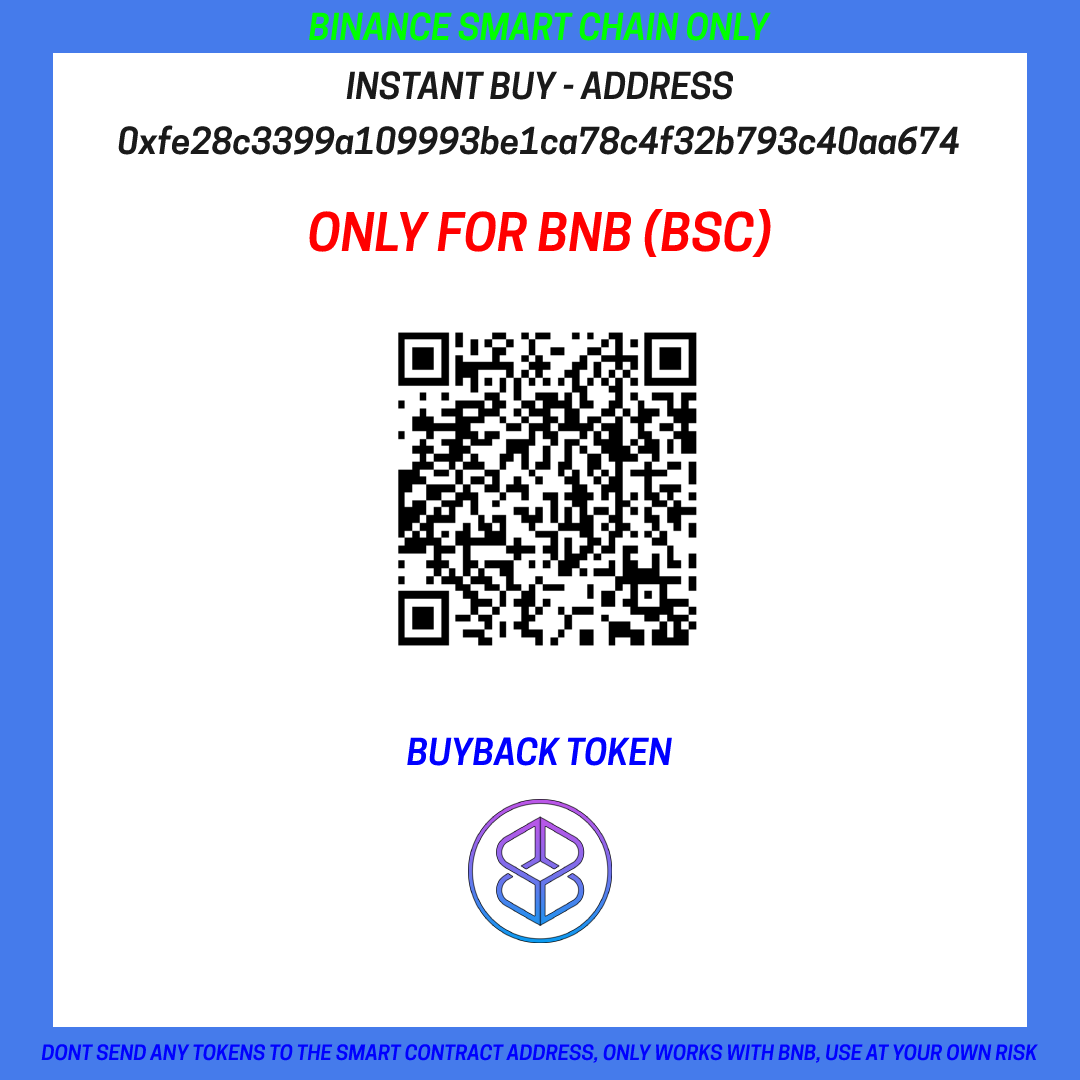 BINANCE SMART CHAIN ONLY
INSTANT BUY - ADDRESS
0xfe28c3399a109993be1ca78c4f32b793c40aa674
ONLY FOR BNB (BSC)
BUYBACK TOKEN
DONT SEND ANY TOKENS TO THE SMART CONTRACT ADDRESS, ONLY WORKS WITH BNB, USE AT YOUR OWN RISK